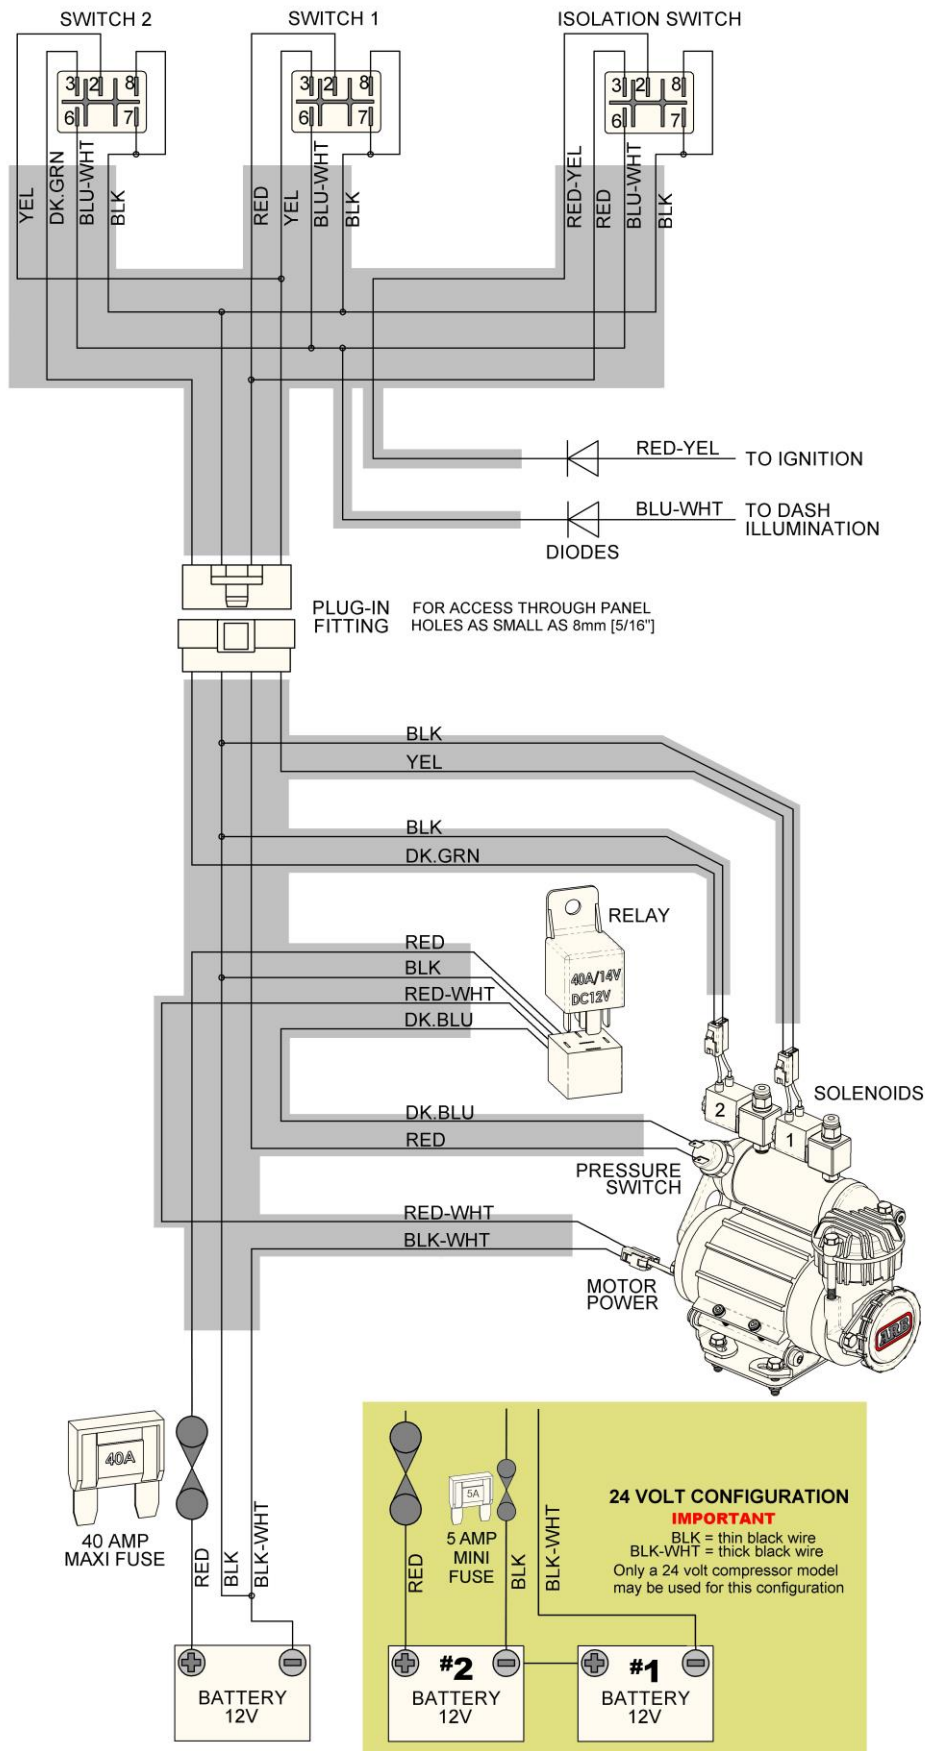 SWITCH 2
SWITCH 1
ISOLATION SWITCH
3 2 8
6 7
3 2 8
6 7
3 2 8
6 7
YEL
DK.GRN
BLU-WHT
BLK
RED
YEL
BLU-WHT
BLK
RED-YEL
RED
BLU-WHT
BLK
RED-YEL
TO IGNITION
BLU-WHT
TO DASH
ILLUMINATION
DIODES
PLUG-IN
FITTING
FOR ACCESS THROUGH PANEL
HOLES AS SMALL AS 8mm [5/16"]
BLK
YEL
BLK
DK.GRN
RELAY
40A/14V
DC12V
RED
BLK
RED-WHT
DK.BLU
SOLENOIDS
2
1
DK.BLU
RED
PRESSURE
SWITCH
RED-WHT
BLK-WHT
MOTOR
POWER
ARB
40A
40 AMP
MAXI FUSE
RED
BLK
BLK-WHT
BATTERY
12V
5A
5 AMP
MINI
FUSE
RED
BLK
BLK-WHT
24 VOLT CONFIGURATION
IMPORTANT
BLK = thin black wire
BLK-WHT = thick black wire
Only a 24 volt compressor model
may be used for this configuration
#2
BATTERY
12V
#1
BATTERY
12V